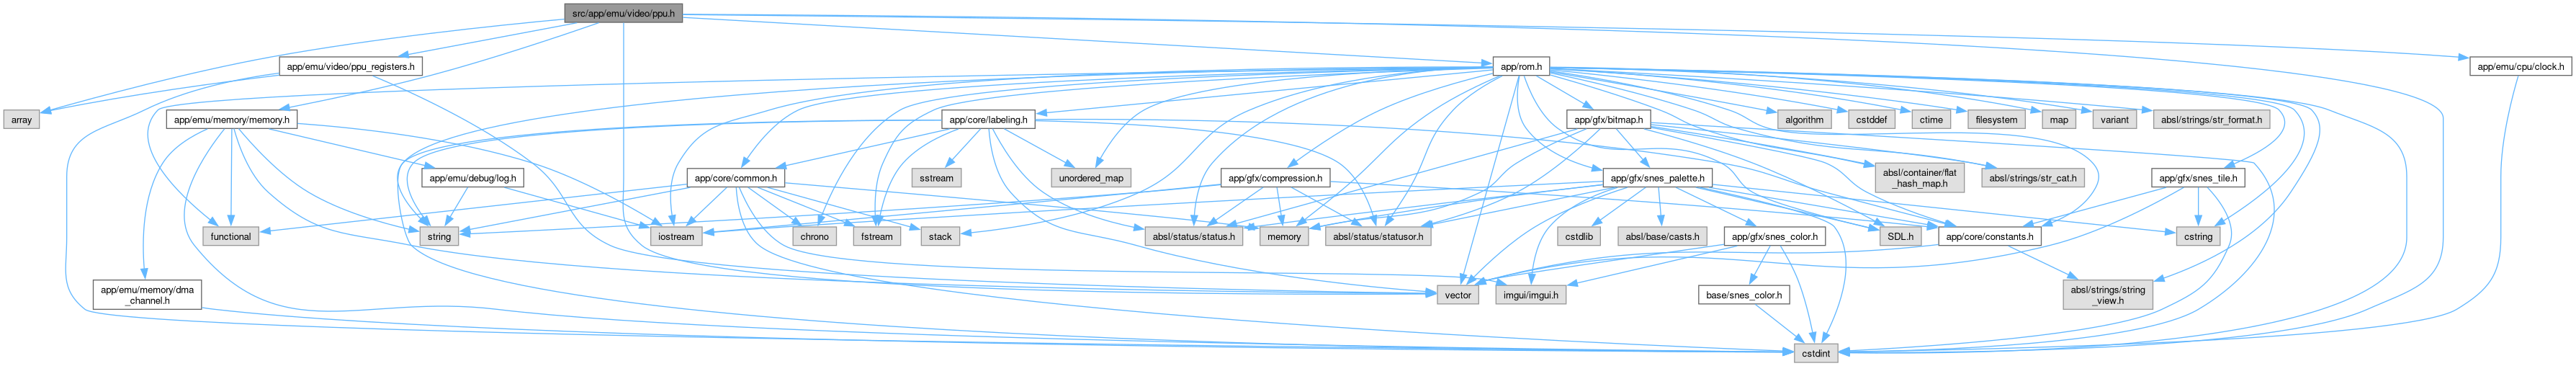 src/app/emu/video/ppu.h
app/emu/video/ppu_registers.h
app/rom.h
app/emu/cpu/clock.h
array
app/emu/memory/memory.h
app/core/labeling.h
app/gfx/bitmap.h
algorithm
cstddef
ctime
filesystem
map
variant
absl/strings/str_format.h
app/emu/debug/log.h
app/core/common.h
sstream
unordered_map
app/gfx/compression.h
app/gfx/snes_palette.h
absl/container/flat
_hash_map.h
absl/strings/str_cat.h
app/gfx/snes_tile.h
functional
string
iostream
chrono
fstream
stack
absl/status/status.h
memory
absl/status/statusor.h
cstdlib
absl/base/casts.h
app/gfx/snes_color.h
SDL.h
app/core/constants.h
cstring
app/emu/memory/dma
_channel.h
vector
imgui/imgui.h
base/snes_color.h
absl/strings/string
_view.h
cstdint